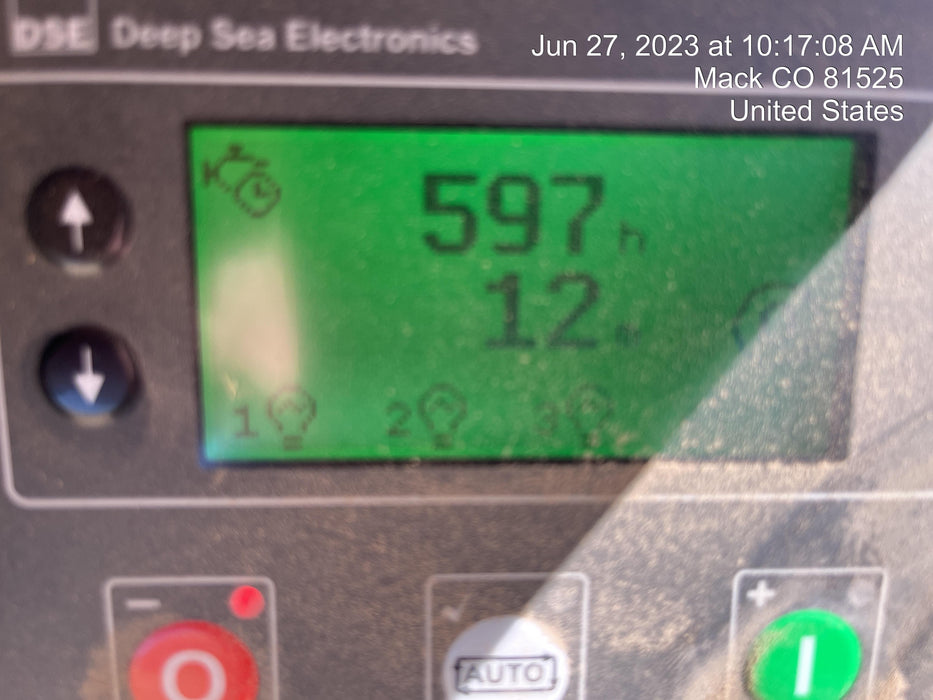 DSE Deep Sea Electronics
Jun 27, 2023 at 10:17:08 AM
Mack CO 81525
United States
597 h
12
1 2 3
AUTO